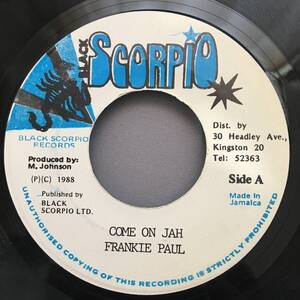 BLACK
SCORPIO
BLACK SCORPIO
RECORDS
Produced by:
M. Johnson
(P)(C) 1988
Published by
BLACK
SCORPIO LTD.
Dist. by
30 Headley Ave.,
Kingston 20
Tel: 52363
Side A
Made in
Jamaica
COME ON JAH
FRANKIE PAUL
UNAUTHORISED COPYING OF THIS RECORDING IS STRICTLY PROHIBITED